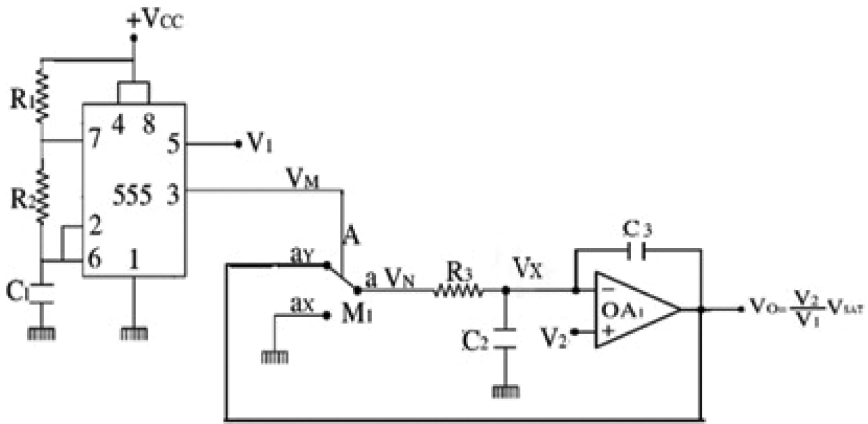 +VCC
R1
4 8
7
5
V1
R2
555
3
VM
2
6
1
C1
A
aY
a VN
R3
VX
C3
aX
M1
C2
V2
−
OA1
+
VO=V2/V1 VSAT